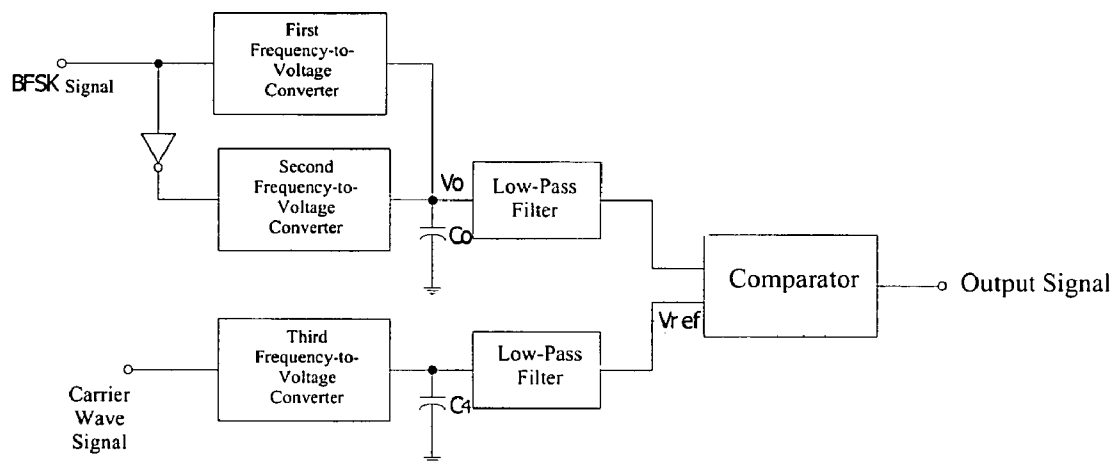 First
Frequency-to-
Voltage
Converter
BFSK Signal
Second
Frequency-to-
Voltage
Converter
Vo
Low-Pass
Filter
Co
Comparator
Output Signal
Vref
Third
Frequency-to-
Voltage
Converter
Low-Pass
Filter
C4
Carrier
Wave
Signal